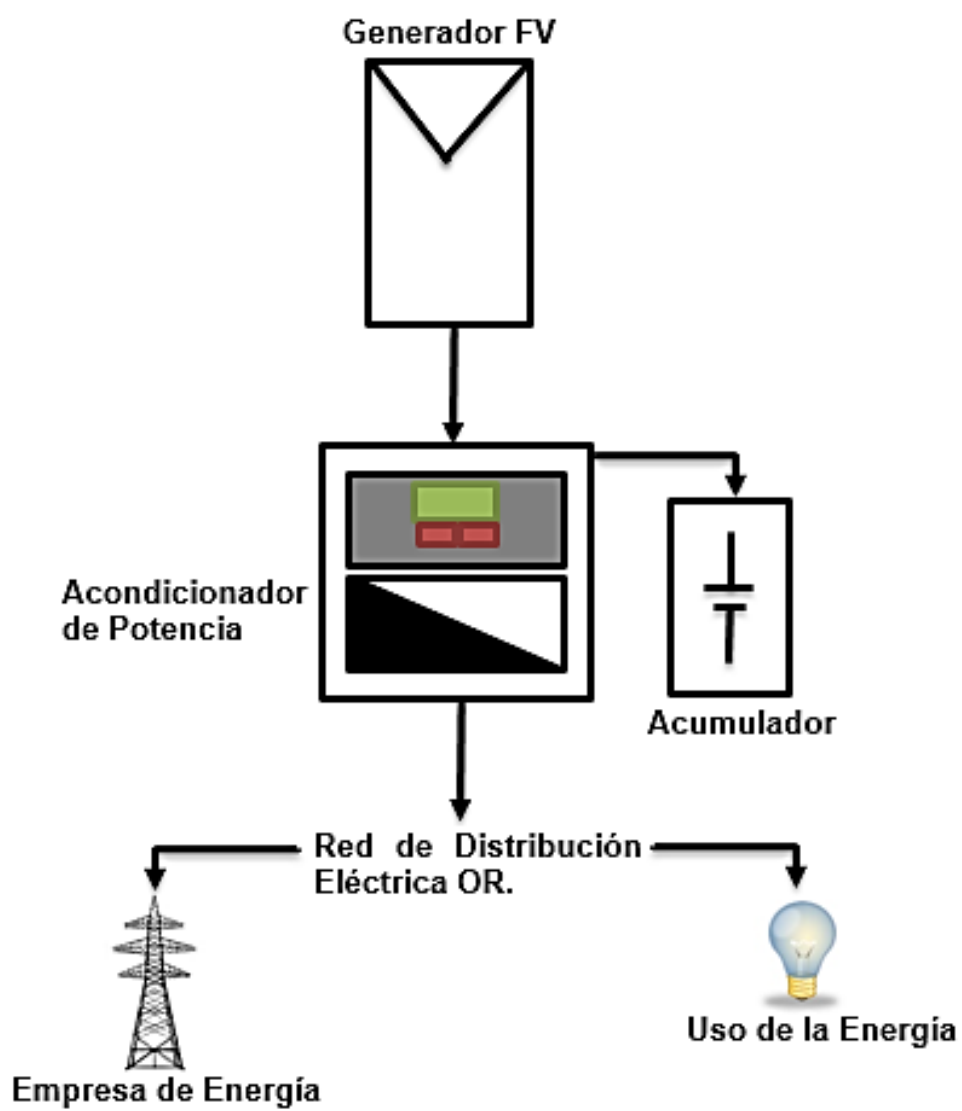 Generador FV
Acondicionador
de Potencia
Acumulador
Red de Distribución
Eléctrica OR.
Uso de la Energía
Empresa de Energía